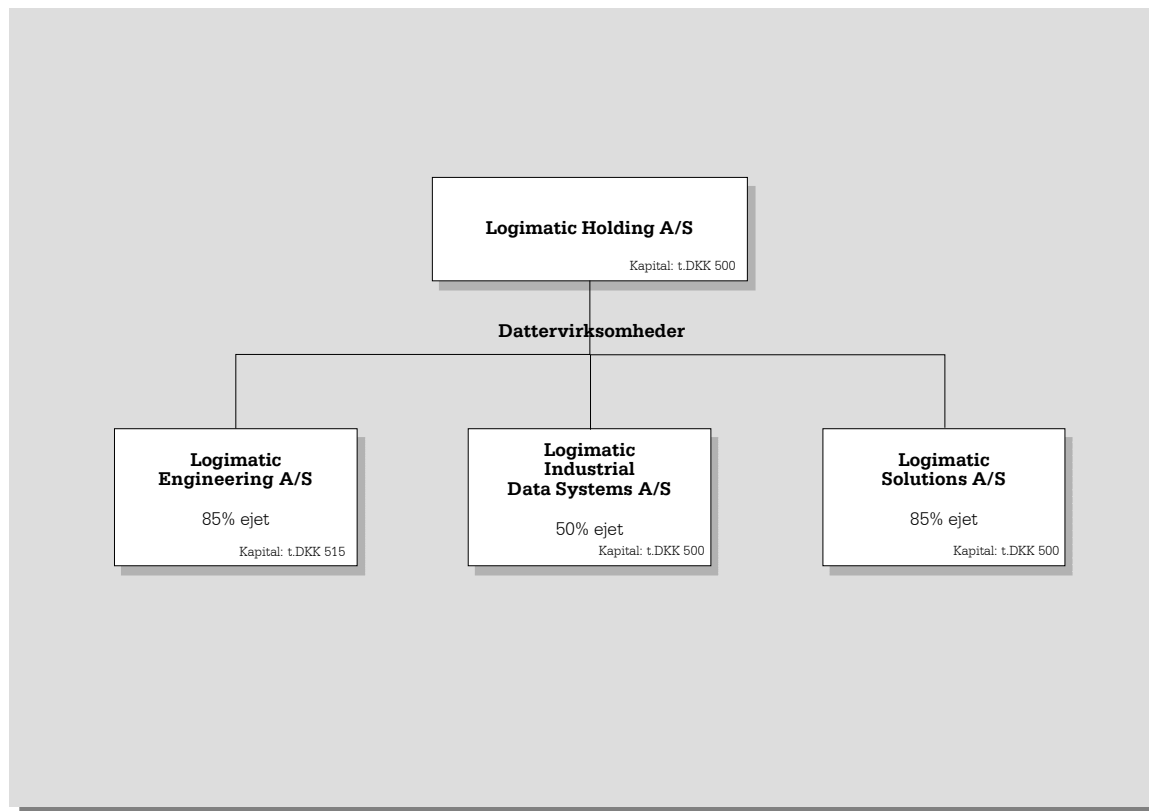 Logimatic Holding A/S
Kapital: t.DKK 500
Dattervirksomheder
Logimatic
Engineering A/S
85% ejet
Kapital: t.DKK 515
Logimatic
Industrial
Data Systems A/S
50% ejet
Kapital: t.DKK 500
Logimatic
Solutions A/S
85% ejet
Kapital: t.DKK 500